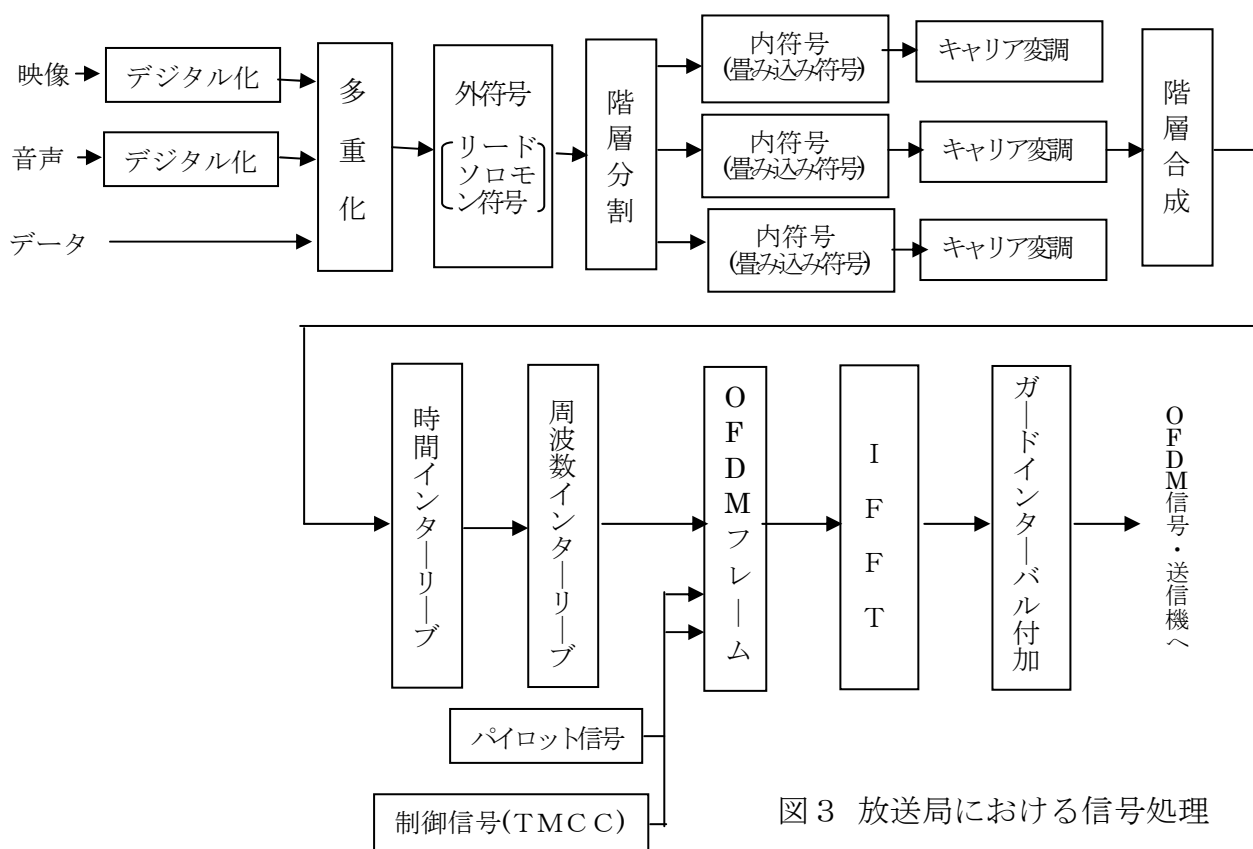 映像
デジタル化
音声
デジタル化
データ
多重化
外符号
リード
ソロモ
ン符号
階層分割
内符号
(畳み込み符号)
キャリア変調
内符号
(畳み込み符号)
キャリア変調
内符号
(畳み込み符号)
キャリア変調
階層合成
時間インターリーブ
周波数インターリーブ
OFDMフレーム
IFFT
ガードインターバル付加
OFDM信号・送信機へ
パイロット信号
制御信号(TMCC)
図3 放送局における信号処理